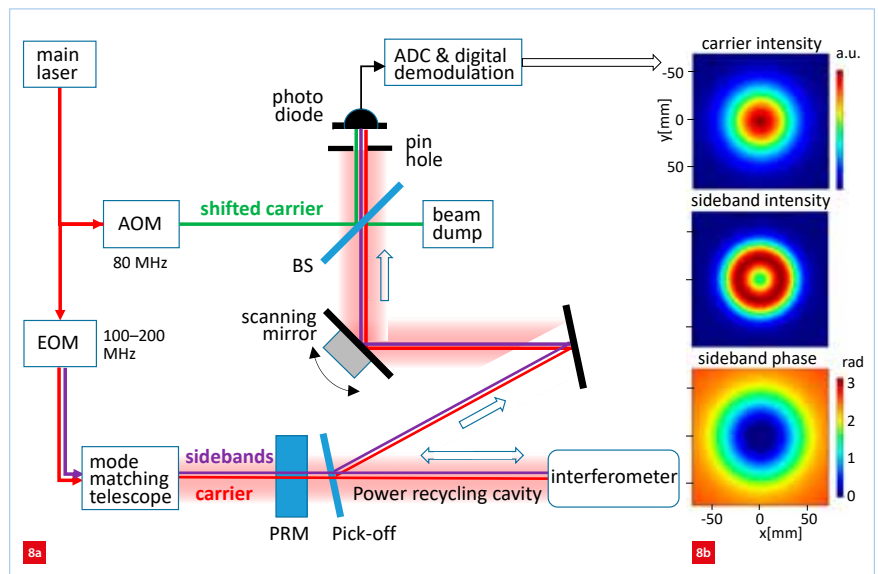 main
laser
AOM
80 MHz
EOM
100–200
MHz
mode
matching
telescope
sidebands
carrier
PRM
Pick-off
Power recycling cavity
interferometer
scanning
mirror
shifted carrier
BS
beam
dump
pin
hole
photo
diode
ADC & digital
demodulation
8a
carrier intensity
a.u.
-50
0
50
y[mm]
sideband intensity
sideband phase
rad
3
2
1
0
-50
0
50
x[mm]
8b